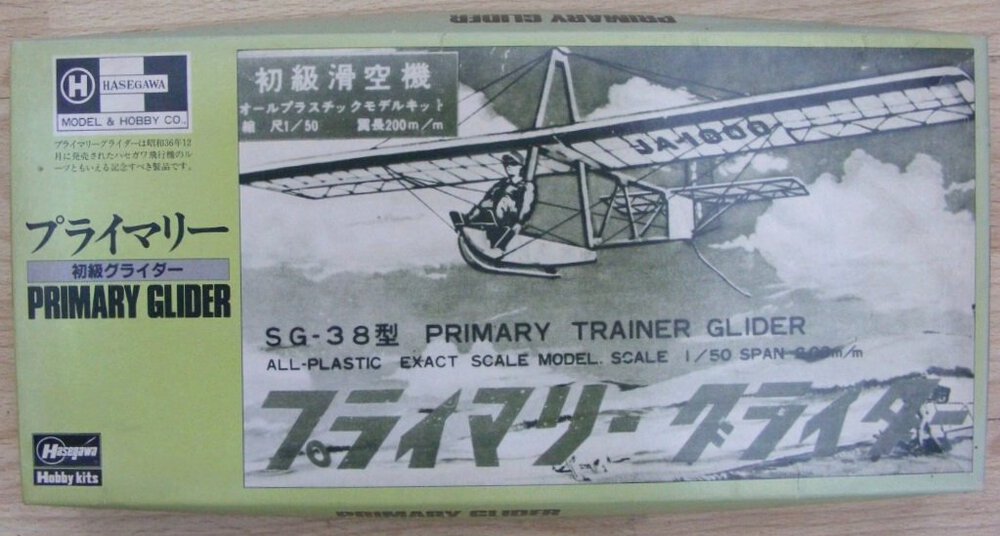 PRIMARY GLIDER
H
HASEGAWA
MODEL & HOBBY CO.,
プライマリーグライダーは昭和36年12
月に発売されたハセガワ飛行機のル
ーツともいえる記念すべき製品です。
プライマリー
初級グライダー
PRIMARY GLIDER
Hasegawa
Hobby kits
初級滑空機
オールプラスチックモデルキット
縮尺1/50 翼長200m/m
JA-1000
SG-38型 PRIMARY TRAINER GLIDER
ALL-PLASTIC EXACT SCALE MODEL. SCALE 1/50 SPAN 200m/m
プライマリーグライダー
PRIMARY GLIDER